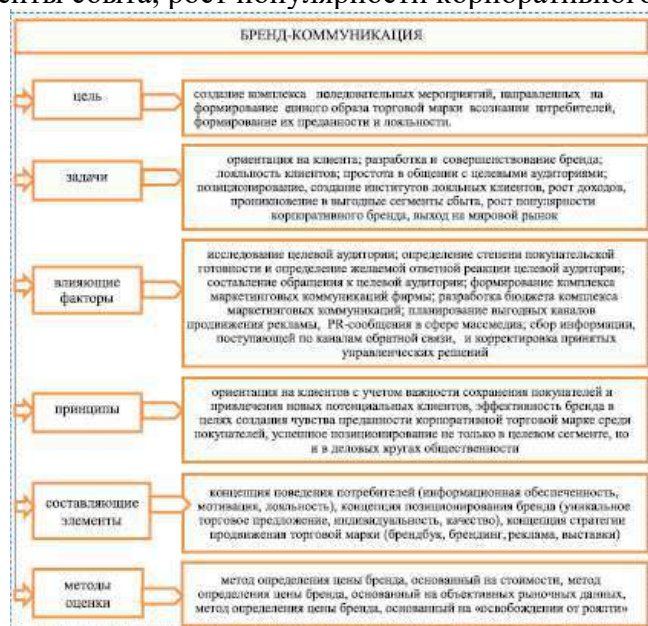 енты сбыта, рост популярности корпоративного
БРЕНД-КОММУНИКАЦИЯ
цель
создание комплекса последовательных мероприятий, направленных на
формирование единого образа торговой марки всознании потребителей,
формирование их преданности и лояльности.
задачи
ориентация на клиента; разработка и совершенствование бренда;
лояльность клиентов; простота в общении с целевыми аудиториями;
позиционирование, создание институтов лояльных клиентов, рост доходов,
проникновение в выгодные сегменты сбыта, рост популярности
корпоративного бренда, выход на мировой рынок
влияющие
факторы
исследование целевой аудитории; определение степени покупательской
готовности и определение желаемой ответной реакции целевой аудитории;
составление обращения к целевой аудитории; формирование комплекса
маркетинговых коммуникаций фирмы; разработка бюджета комплекса
маркетинговых коммуникаций; планирование выгодных каналов
продвижения рекламы, PR-сообщения в сфере массмедиа; сбор информации,
поступающей по каналам обратной связи, и корректировка принятых
управленческих решений
принципы
ориентация на клиентов с учетом важности сохранения покупателей и
привлечения новых потенциальных клиентов, эффективность бренда в
целях создания чувства преданности корпоративной торговой марке среди
покупателей, успешное позиционирование не только в целевом сегменте, но
и в деловых кругах общественности
составляющие
элементы
концепция поведения потребителей (информационная обеспеченность,
мотивация, лояльность), концепция позиционирования бренда (уникальное
торговое предложение, индивидуальность, качество), концепция стратегии
продвижения торговой марки (брендбук, брендинг, реклама, выставки)
методы
оценки
метод определения цены бренда, основанный на стоимости, метод
определения цены бренда, основанный на объективных рыночных данных,
метод определения цены бренда, основанный на «освобождении от роялти»